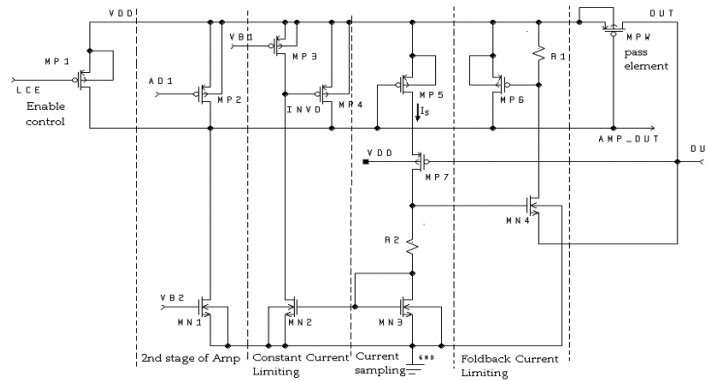 VDD
OUT
MP1
LCE
Enable
control
AD1
MP2
VB1
MP3
INVO
MP4
MP5
Is
MP6
R1
MPW
pass
element
AMP_OUT
VDD
MP7
OU
MN4
R2
VB2
MN1
MN2
MN3
GND
2nd stage of Amp
Constant Current
Limiting
Current
sampling
Foldback Current
Limiting